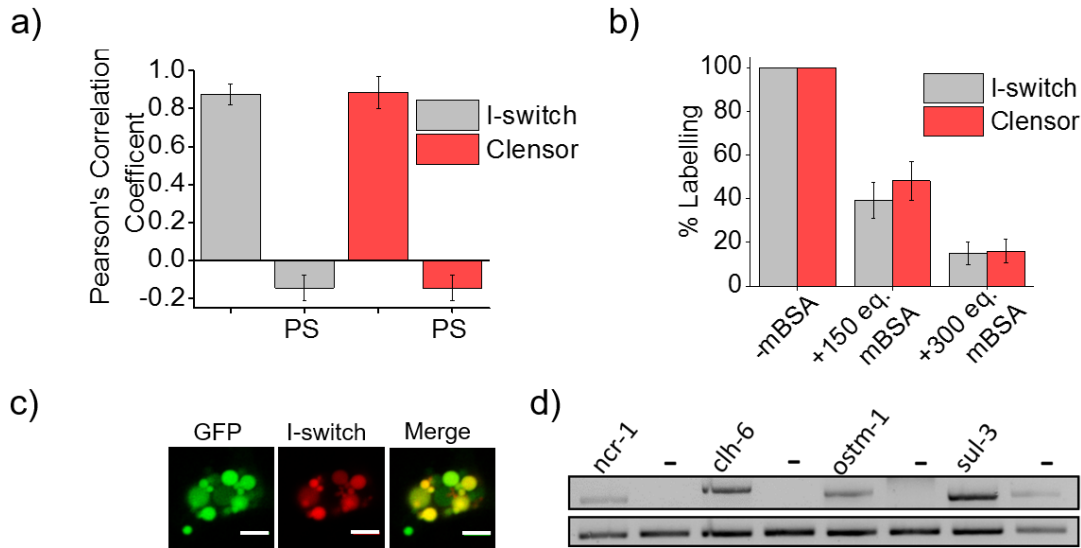 a)
Pearson's Correlation
Coefficent
1.0
0.8
0.6
0.4
0.2
0.0
-0.2
PS
PS
I-switch
Clensor
b)
% Labelling
100
80
60
40
20
0
-mBSA
+150 eq.
mBSA
+300 eq.
mBSA
I-switch
Clensor
c)
GFP
I-switch
Merge
d)
ncr-1
-
clh-6
-
ostm-1
-
sul-3
-